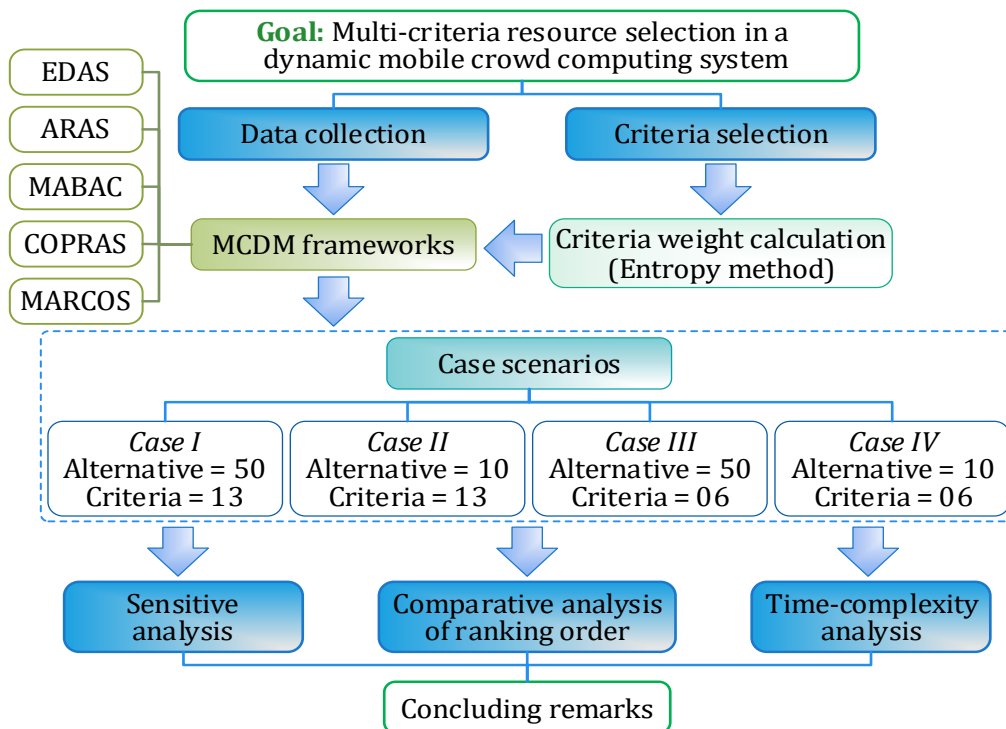 Goal: Multi-criteria resource selection in a
dynamic mobile crowd computing system
EDAS
ARAS
MABAC
COPRAS
MARCOS
Data collection
Criteria selection
MCDM frameworks
Criteria weight calculation
(Entropy method)
Case scenarios
Case I
Alternative = 50
Criteria = 13
Case II
Alternative = 10
Criteria = 13
Case III
Alternative = 50
Criteria = 06
Case IV
Alternative = 10
Criteria = 06
Sensitive
analysis
Comparative analysis
of ranking order
Time-complexity
analysis
Concluding remarks